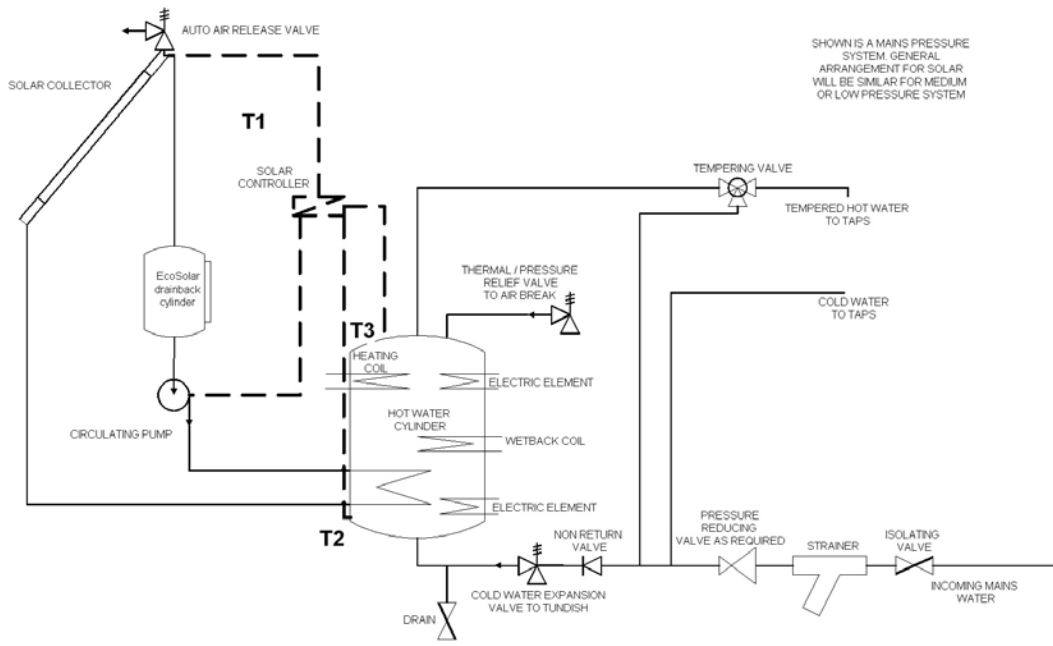 AUTO AIR RELEASE VALVE
SOLAR COLLECTOR
SHOWN IS A MAINS PRESSURE
SYSTEM. GENERAL
ARRANGEMENT FOR SOLAR
WILL BE SIMILAR FOR MEDIUM
OR LOW PRESSURE SYSTEM
T1
SOLAR
CONTROLLER
TEMPERING VALVE
TEMPERED HOT WATER
TO TAPS
EcoSolar
drainback
cylinder
THERMAL / PRESSURE
RELIEF VALVE
TO AIR BREAK
COLD WATER
TO TAPS
T3
HEATING
COIL
ELECTRIC ELEMENT
HOT WATER
CYLINDER
CIRCULATING PUMP
WETBACK COIL
ELECTRIC ELEMENT
T2
NON RETURN
VALVE
PRESSURE
REDUCING
VALVE AS REQUIRED
STRAINER
ISOLATING
VALVE
COLD WATER EXPANSION
VALVE TO TUNDISH
INCOMING MAINS
WATER
DRAIN